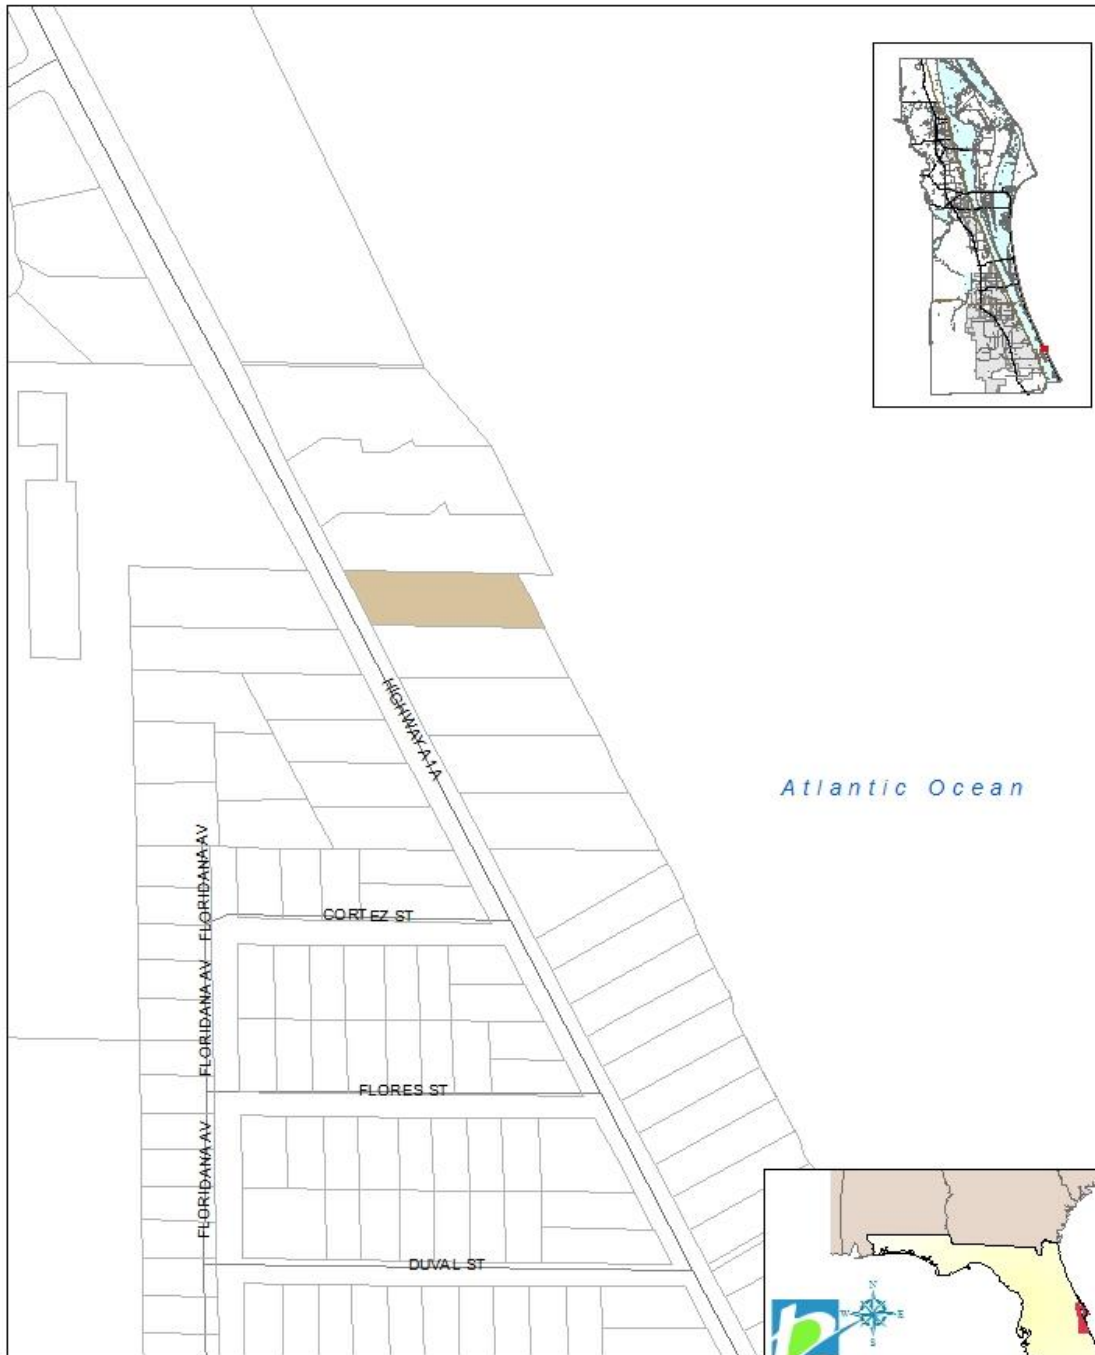 HIGHWAY A1A
Atlantic Ocean
FLORIDANA AV
CORTEZ ST
FLORIDANA AV
FLORES ST
FLORIDANA AV
DUVAL ST
N
W
E
S